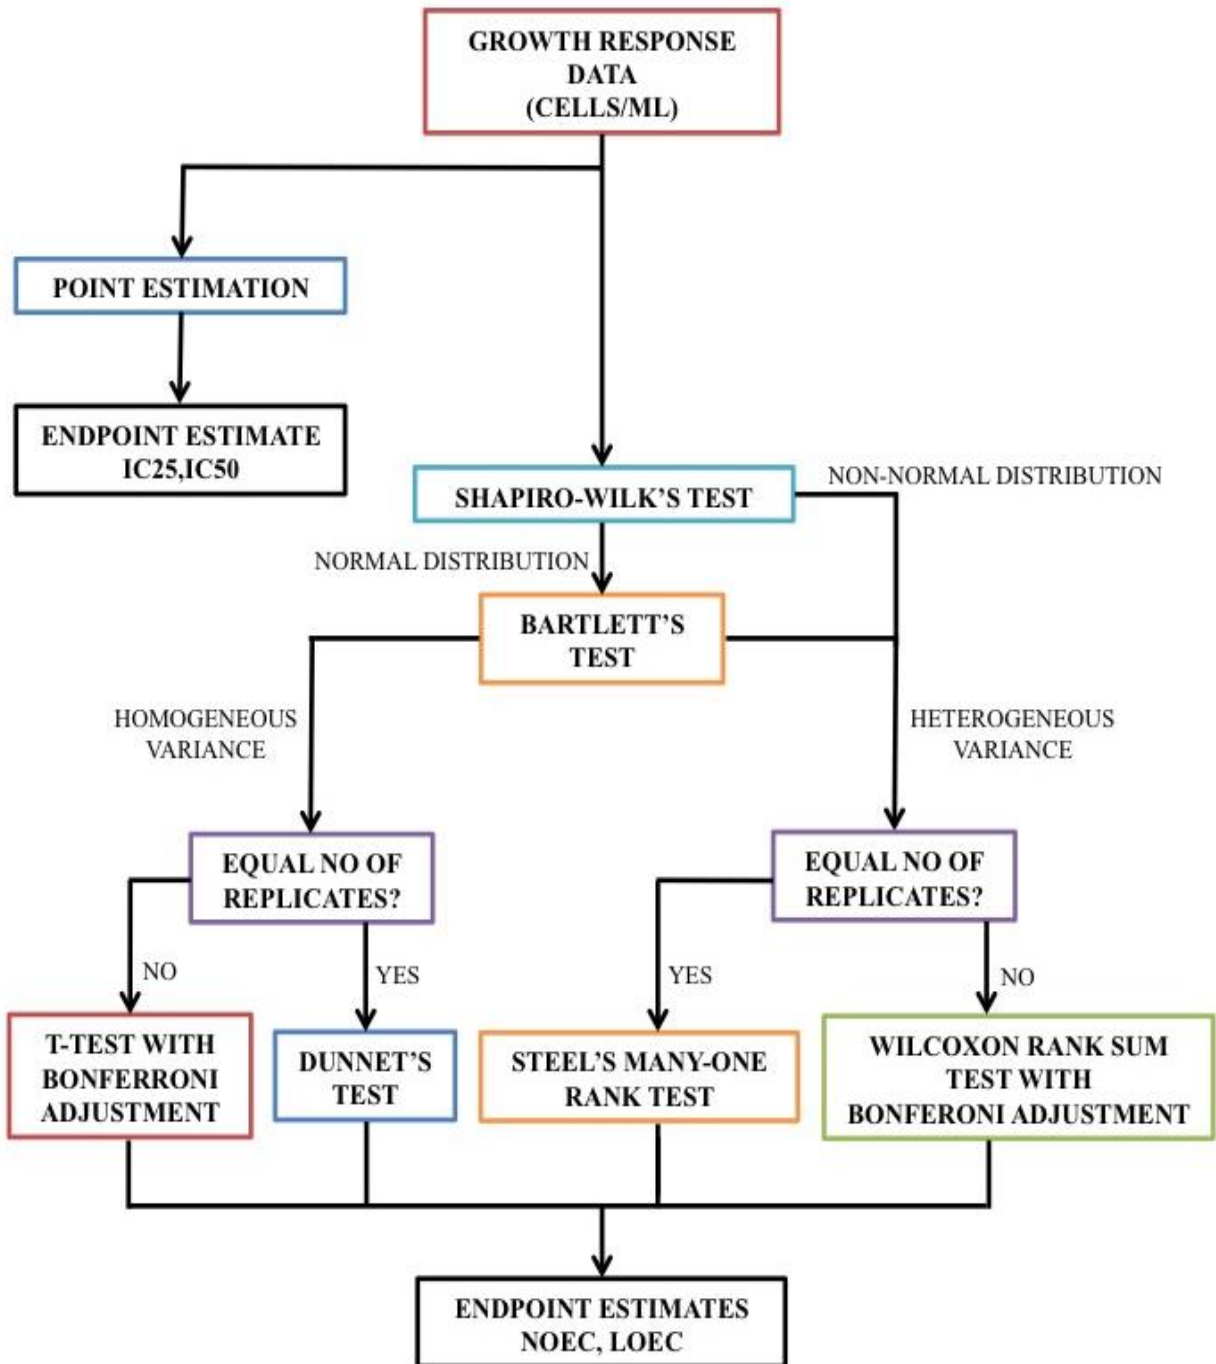 GROWTH RESPONSE
DATA
(CELLS/ML)
POINT ESTIMATION
ENDPOINT ESTIMATE
IC25,IC50
SHAPIRO-WILK'S TEST
NON-NORMAL DISTRIBUTION
NORMAL DISTRIBUTION
BARTLETT'S
TEST
HOMOGENEOUS
VARIANCE
HETEROGENEOUS
VARIANCE
EQUAL NO OF
REPLICATES?
EQUAL NO OF
REPLICATES?
NO
YES
YES
NO
T-TEST WITH
BONFERRONI
ADJUSTMENT
DUNNET'S
TEST
STEEL'S MANY-ONE
RANK TEST
WILCOXON RANK SUM
TEST WITH
BONFERONI ADJUSTMENT
ENDPOINT ESTIMATES
NOEC, LOEC